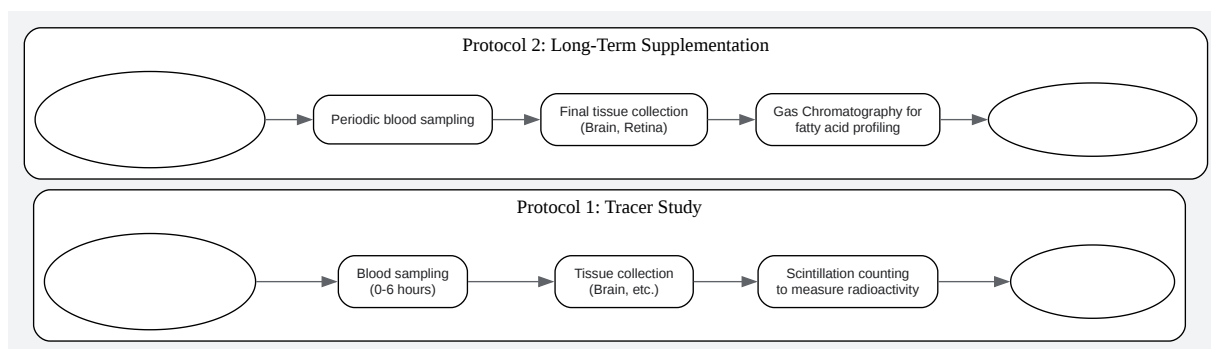 Protocol 2: Long-Term Supplementation
Periodic blood sampling
Final tissue collection
(Brain, Retina)
Gas Chromatography for
fatty acid profiling
Protocol 1: Tracer Study
Blood sampling
(0-6 hours)
Tissue collection
(Brain, etc.)
Scintillation counting
to measure radioactivity